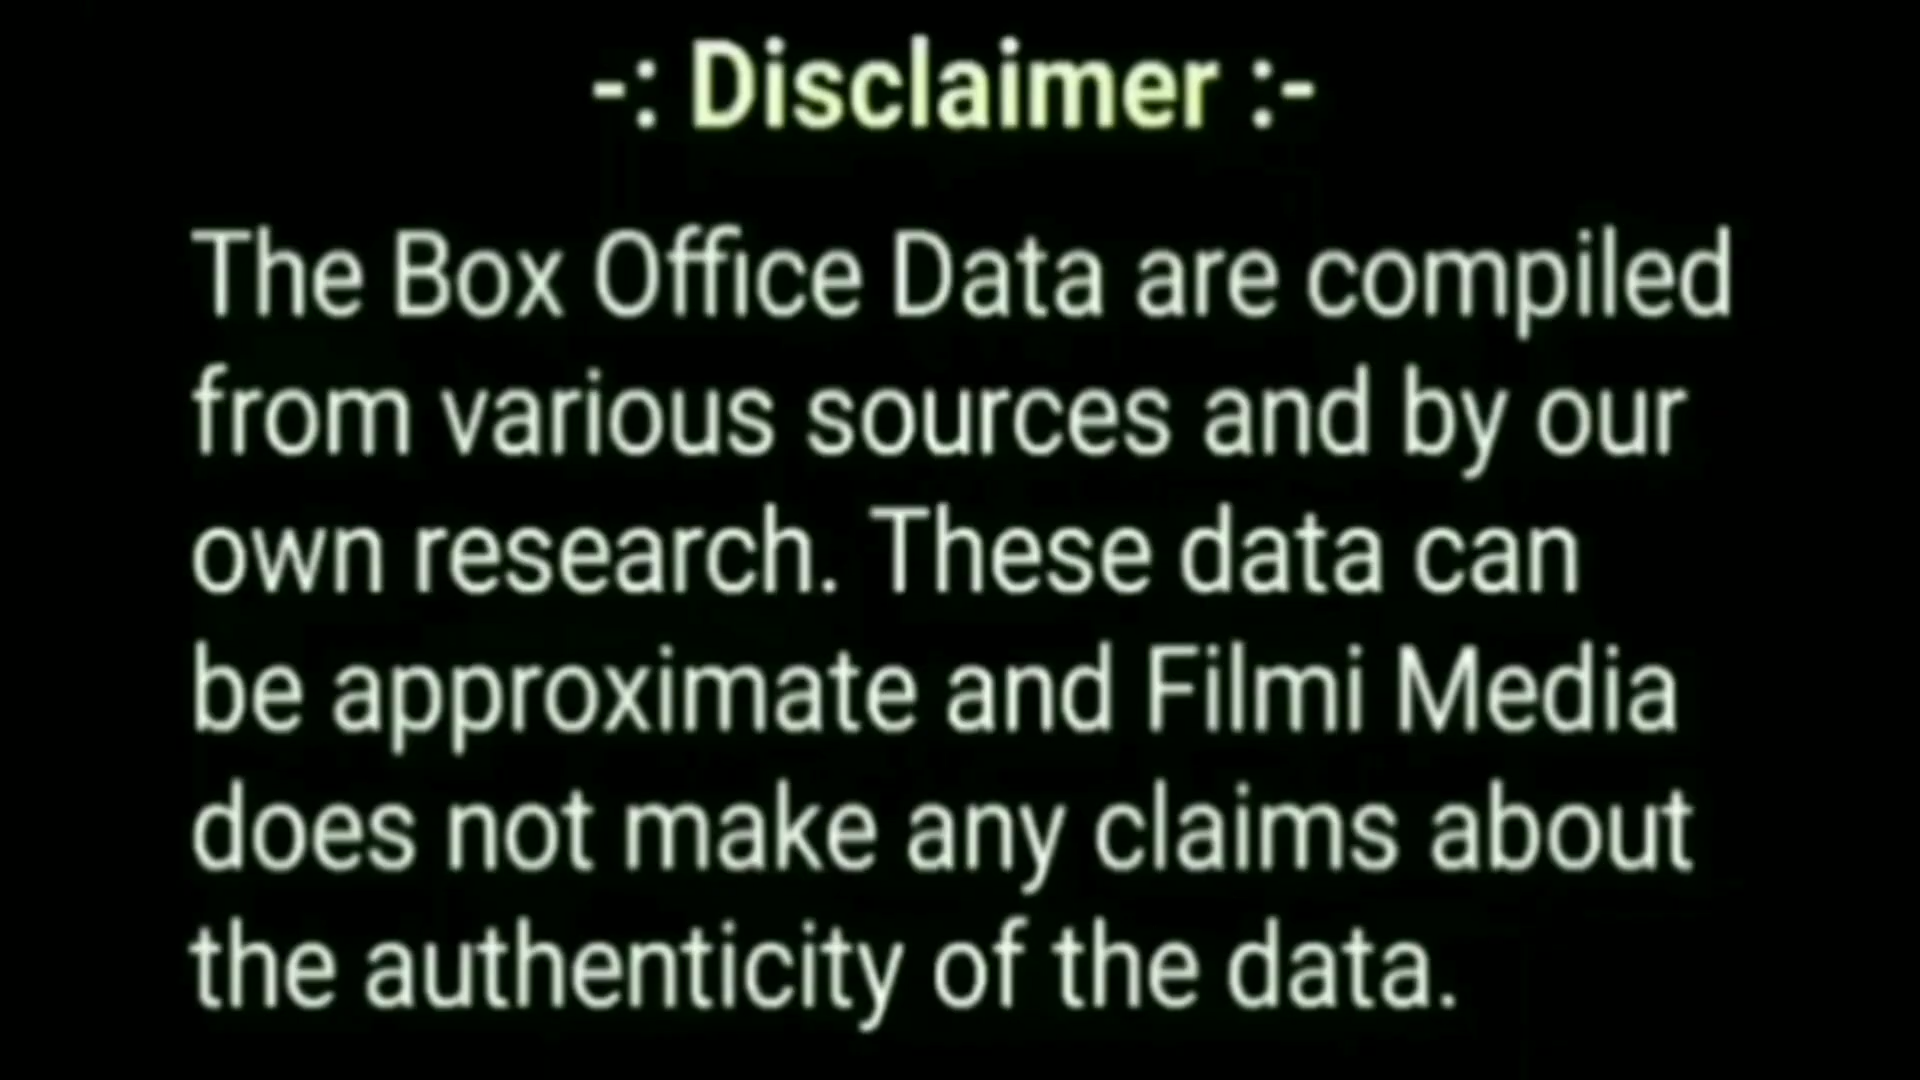 -: Disclaimer :-
The Box Office Data are compiled
from various sources and by our
own research. These data can
be approximate and Filmi Media
does not make any claims about
the authenticity of the data.